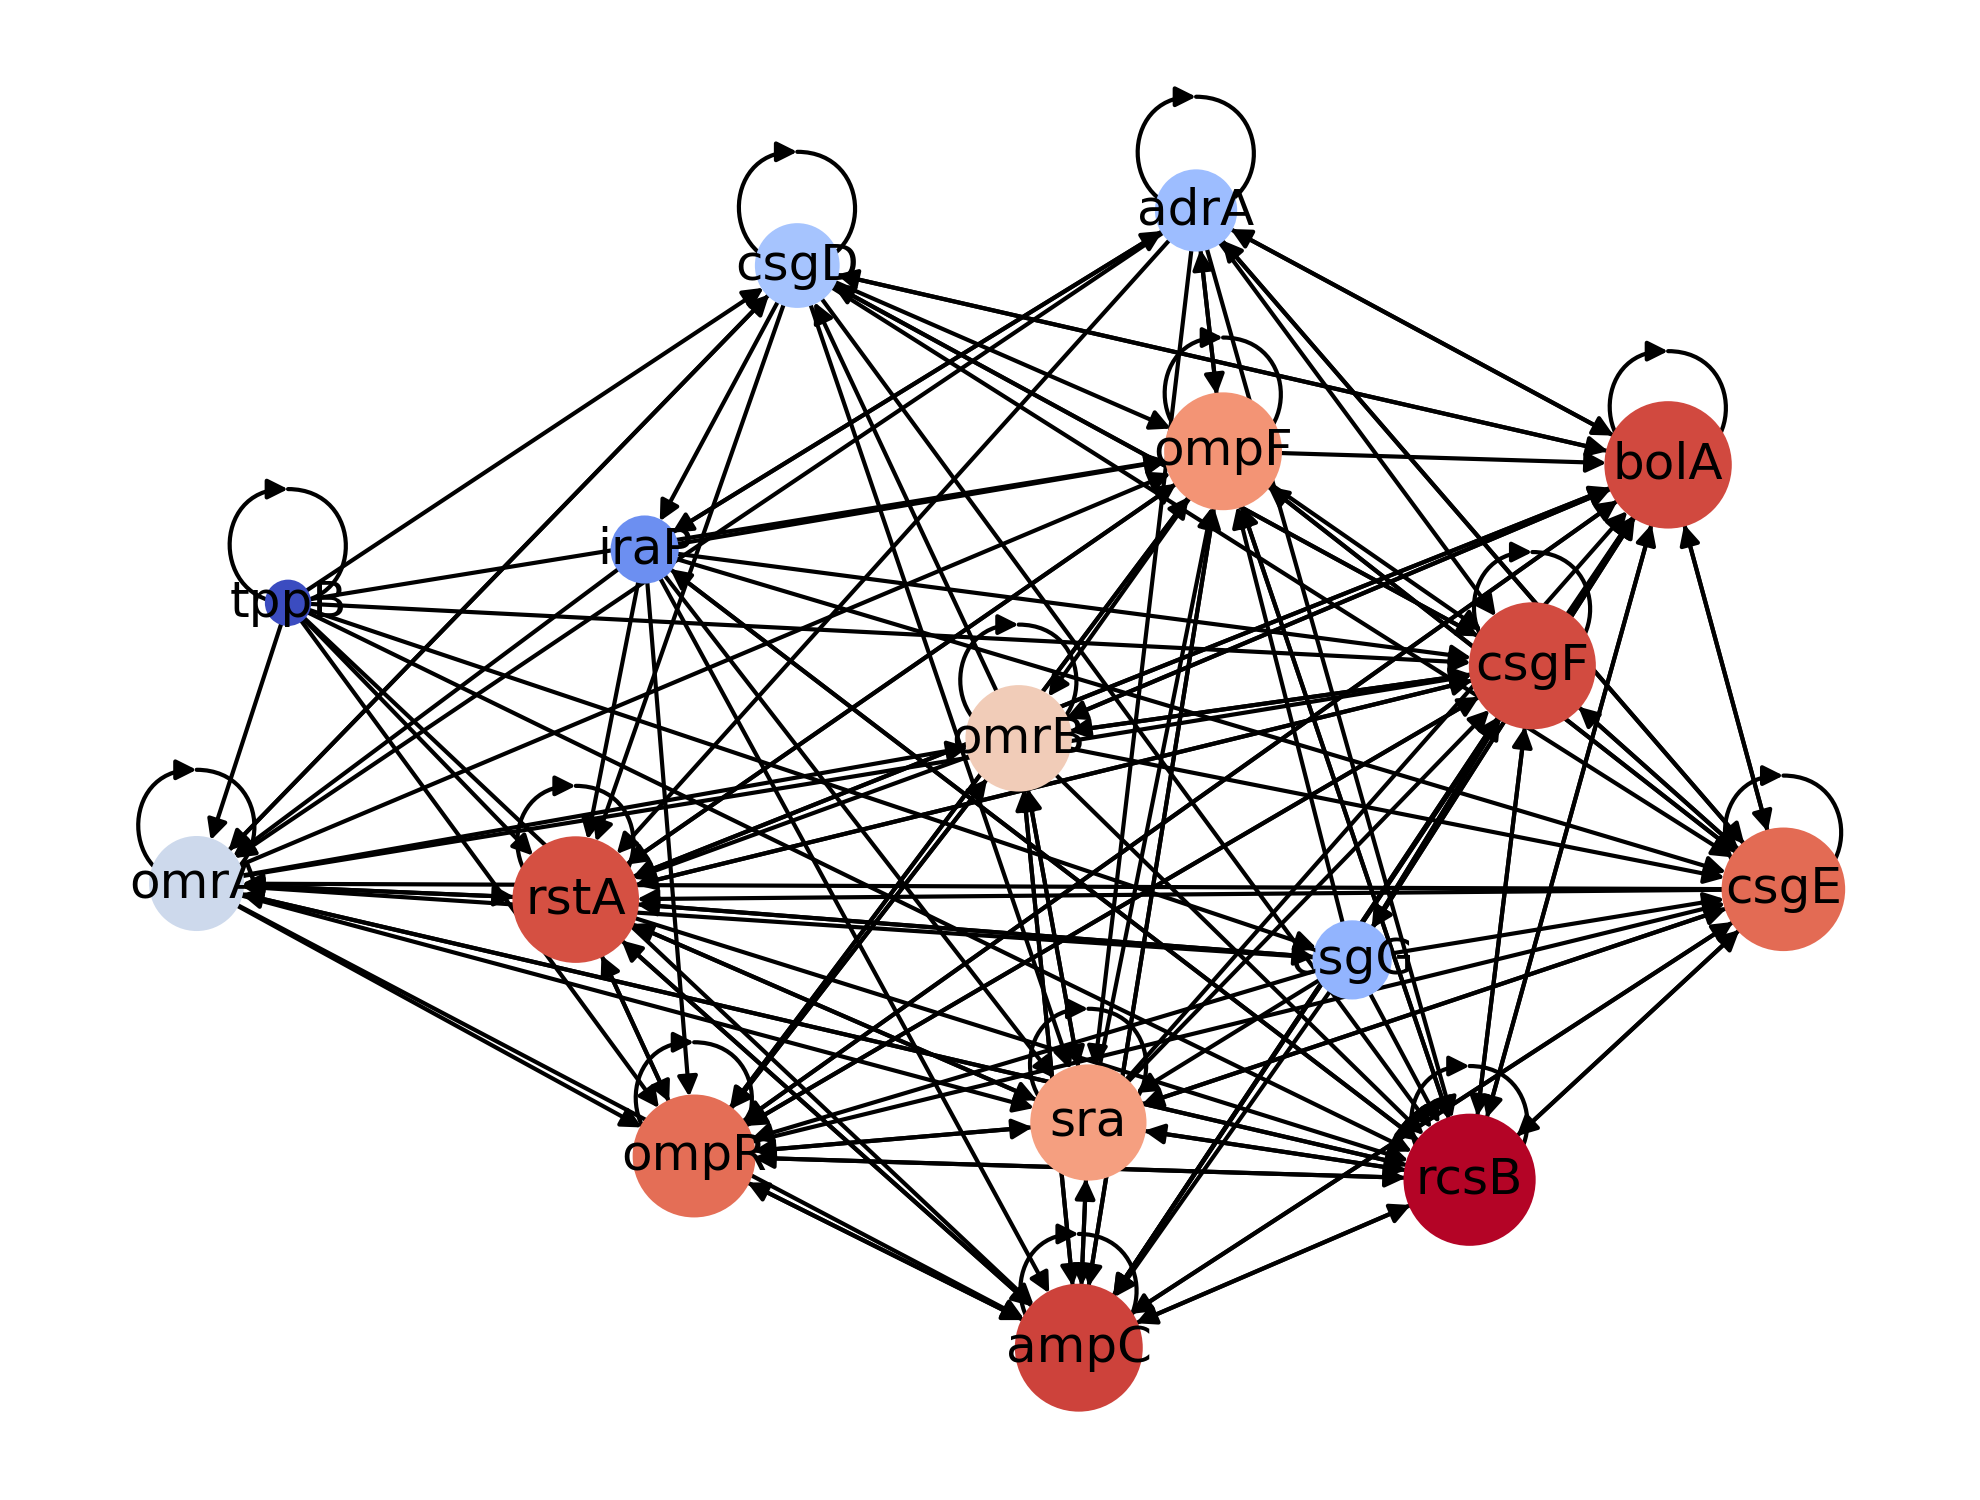 adrA
csgD
ompF
bolA
iraP
tppB
csgF
omrB
omrA
rstA
csgE
csgG
sra
ompR
rcsB
ampC